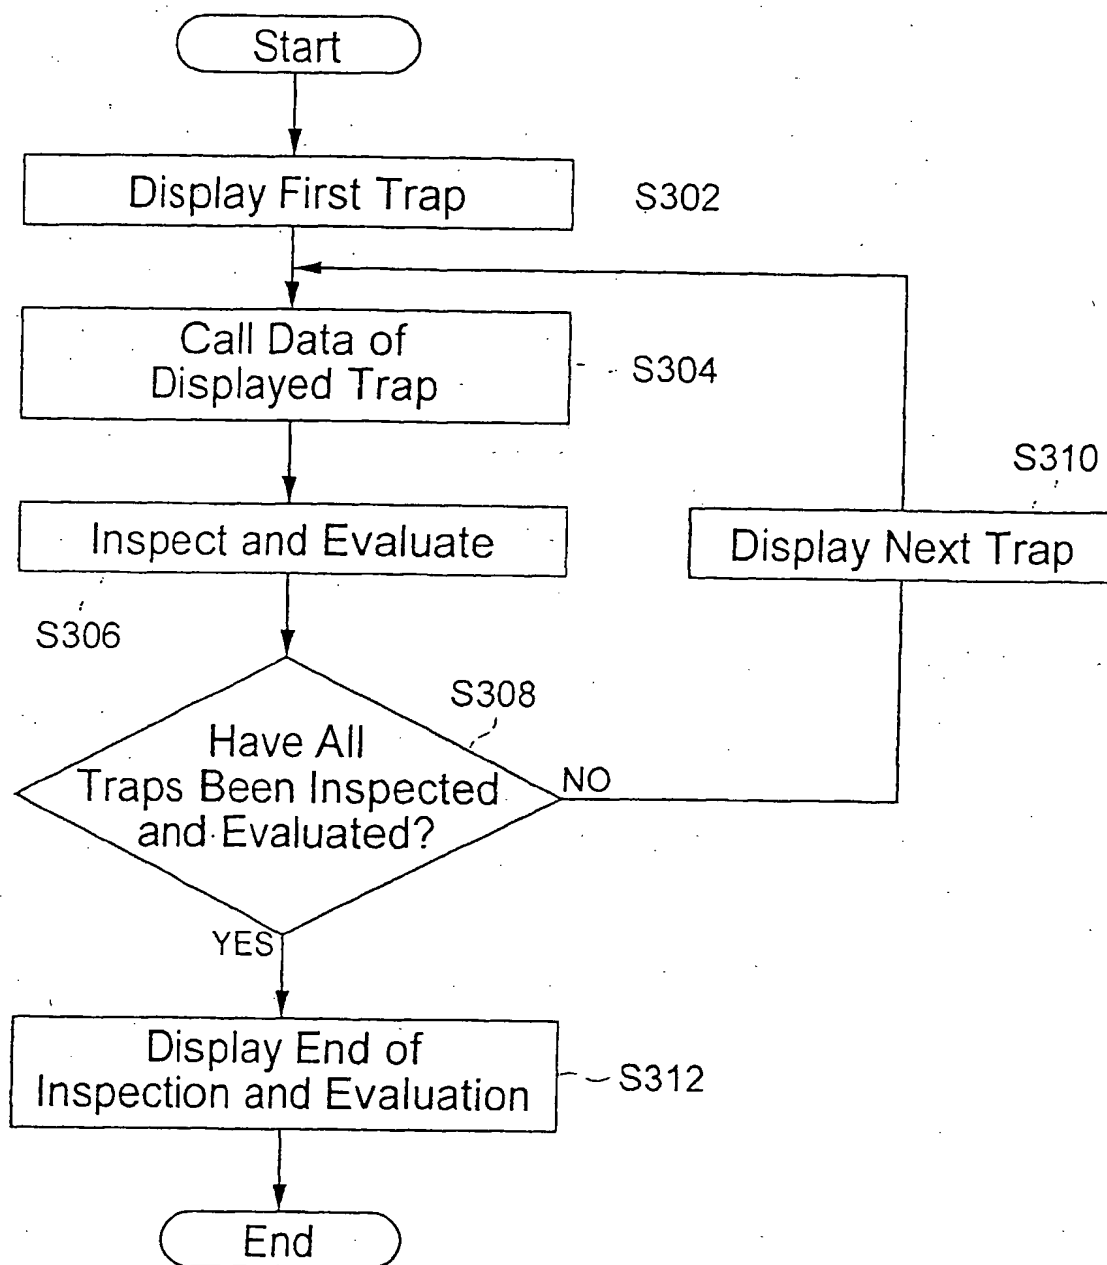 Start
Display First Trap
S302
Call Data of
Displayed Trap
S304
S310
Inspect and Evaluate
Display Next Trap
S306
S308
Have All
Traps Been Inspected
and Evaluated?
NO
YES
Display End of
Inspection and Evaluation
S312
End